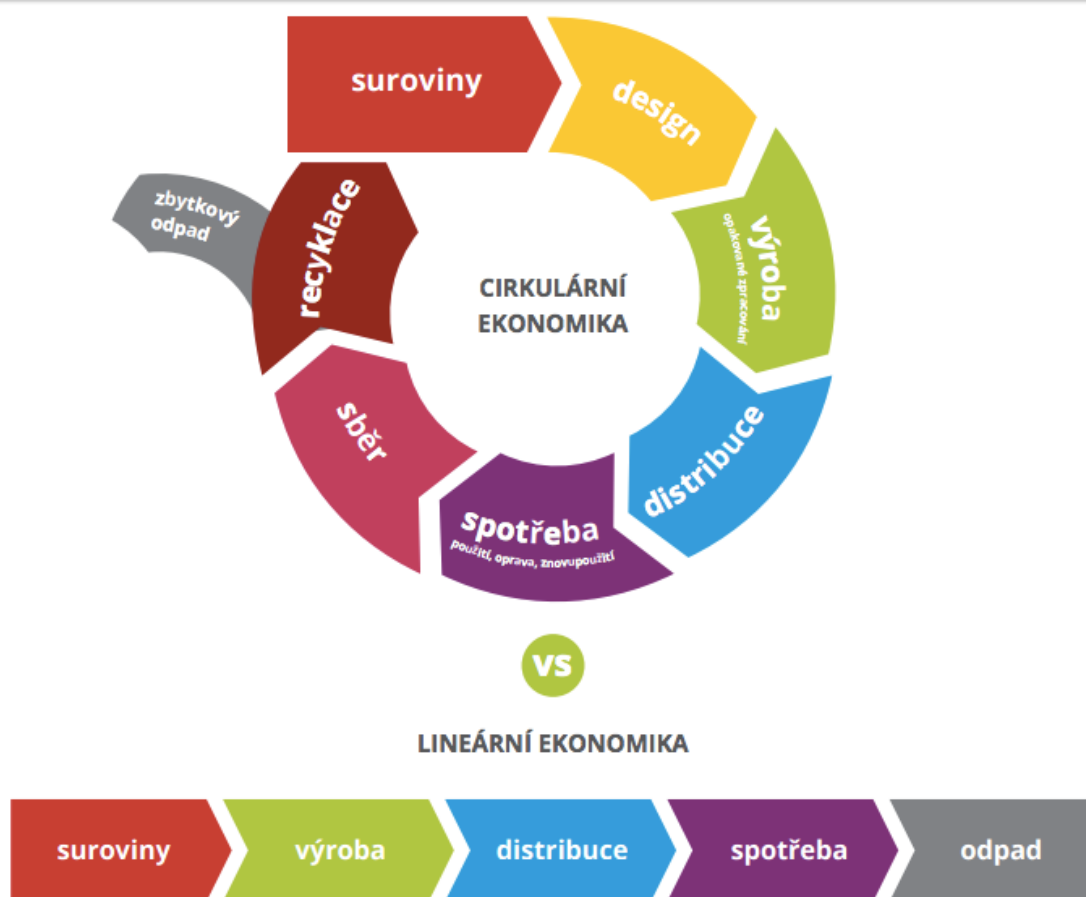 suroviny
design
výroba
opakované zpracování
distribuce
spotřeba
použití, oprava, znovupoužití
sběr
recyklace
zbytkový
odpad
CIRKULÁRNÍ
EKONOMIKA
VS
LINEÁRNÍ EKONOMIKA
suroviny
výroba
distribuce
spotřeba
odpad